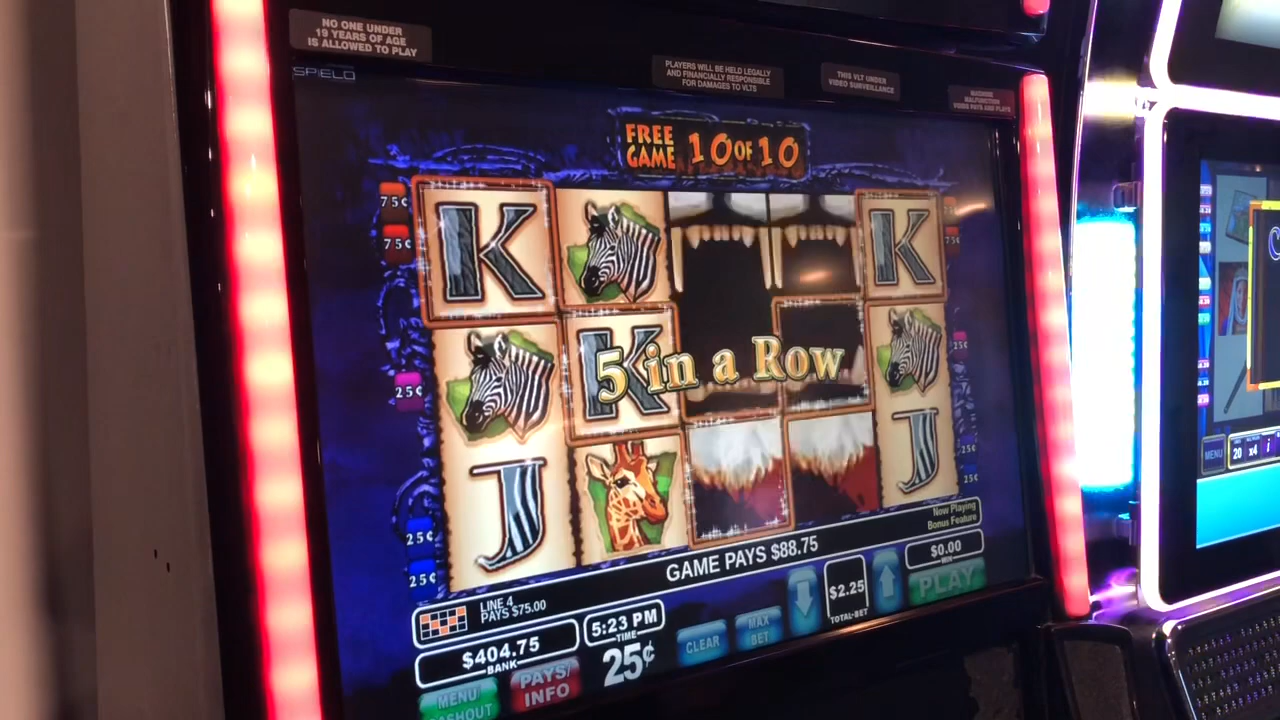 NO ONE UNDER
19 YEARS OF AGE
IS ALLOWED TO PLAY
SPIELO
PLAYERS WILL BE HELD LEGALLY
AND FINANCIALLY RESPONSIBLE
FOR DAMAGES TO VLTS
THIS VLT UNDER
VIDEO SURVEILLANCE
MACHINE
MALFUNCTION
VOIDS PAYS AND PLAYS
FREE
GAME 10 OF 10
75¢
75¢
75¢
K
K
K
5 in a Row
25¢
25¢
J
J
25¢
25¢
25¢
25¢
Now Playing
Bonus Feature
GAME PAYS $88.75
LINE 4
PAYS $75.00
$404.75
BANK
5:23 PM
TIME
25¢
CLEAR
MAX
BET
$2.25
TOTAL-BET
$0.00
WIN
PLAY
MENU
CASHOUT
PAYS/
INFO
MENU
20
x4
i